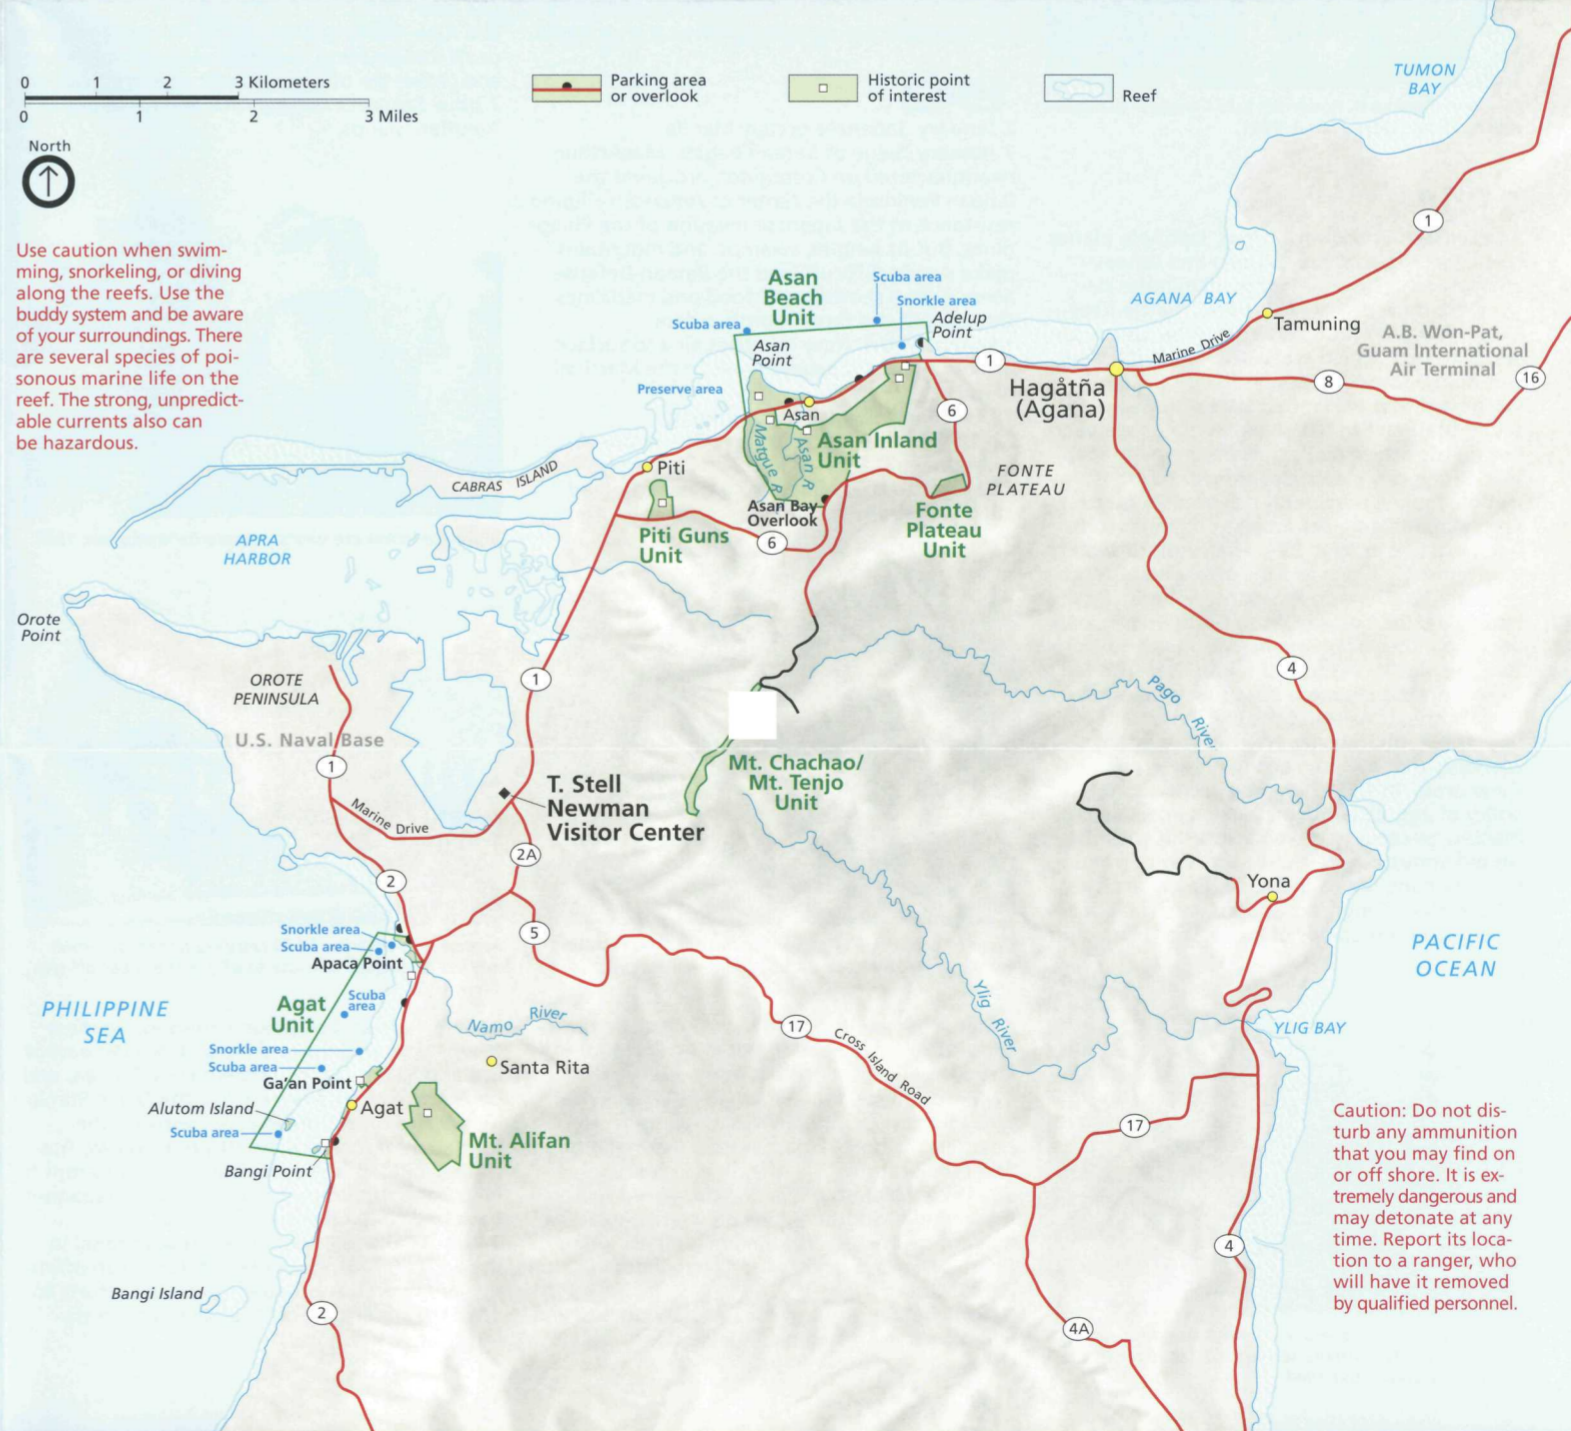 0 1 2 3 Kilometers
0 1 2 3 Miles
North
Parking area
or overlook
Historic point
of interest
Reef
Use caution when swim-
ming, snorkeling, or diving
along the reefs. Use the
buddy system and be aware
of your surroundings. There
are several species of poi-
sonous marine life on the
reef. The strong, unpredict-
able currents also can
be hazardous.
TUMON
BAY
1
AGANA BAY
Tamuning
Marine Drive
A.B. Won-Pat,
Guam International
Air Terminal
8
16
Asan
Beach
Unit
Scuba area
Snorkle area
Adelup
Point
Scuba area
Asan
Point
Preserve area
1
Hagåtña
(Agana)
6
Asan
Asan Inland
Unit
Matgue R
Asan R
FONTE
PLATEAU
Piti
CABRAS ISLAND
Asan Bay
Overlook
Fonte
Plateau
Unit
Piti Guns
Unit
6
APRA
HARBOR
Orote
Point
OROTE
PENINSULA
U.S. Naval Base
1
1
4
Pago River
Mt. Chachao/
Mt. Tenjo
Unit
T. Stell
Newman
Visitor Center
Marine Drive
2A
2
Yona
5
Snorkle area
Scuba area
Apaca Point
PACIFIC
OCEAN
PHILIPPINE
SEA
Agat
Unit
Scuba
area
Namo River
Ylig River
17
Cross Island Road
YLIG BAY
Snorkle area
Scuba area
Ga'an Point
Santa Rita
Alutom Island
Agat
Scuba area
Bangi Point
Mt. Alifan
Unit
17
Caution: Do not dis-
turb any ammunition
that you may find on
or off shore. It is ex-
tremely dangerous and
may detonate at any
time. Report its loca-
tion to a ranger, who
will have it removed
by qualified personnel.
4
Bangi Island
2
4A